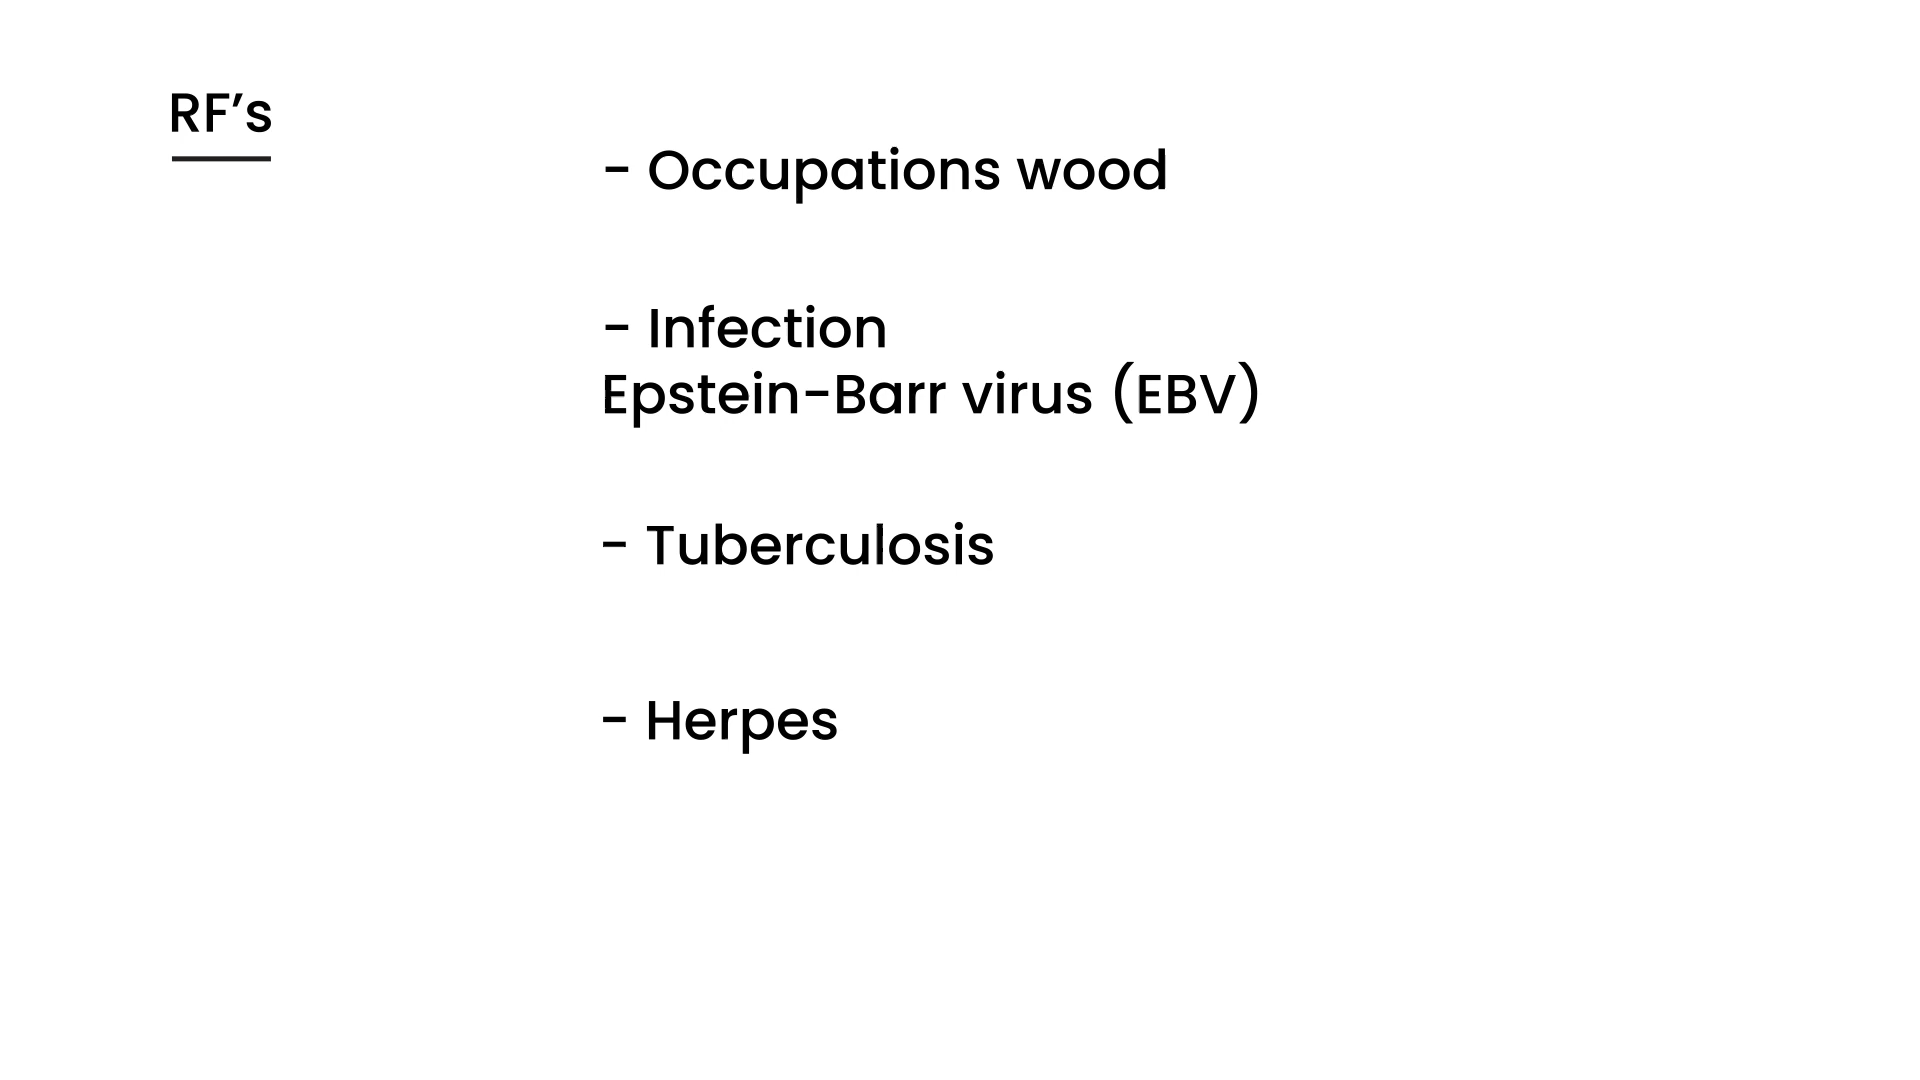 RF’s
- Occupations wood
- Infection
Epstein-Barr virus (EBV)
- Tuberculosis
- Herpes